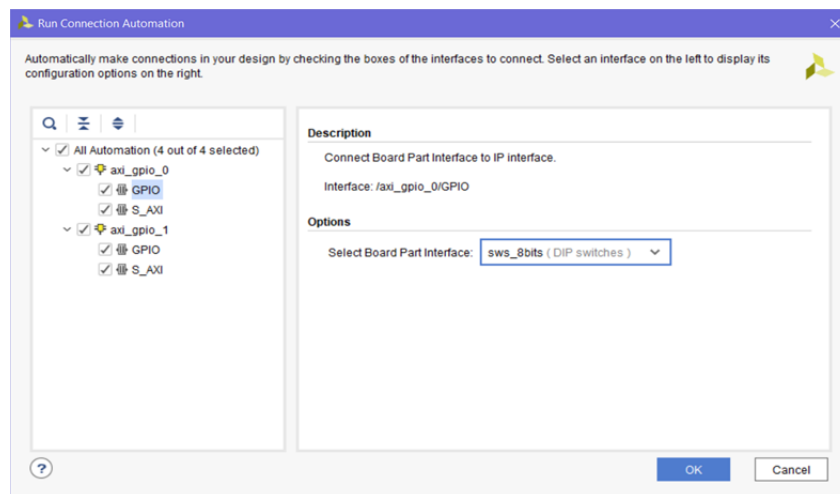 Run Connection Automation
Automatically make connections in your design by checking the boxes of the interfaces to connect. Select an interface on the left to display its
configuration options on the right.
All Automation (4 out of 4 selected)
axi_gpio_0
GPIO
S_AXI
axi_gpio_1
GPIO
S_AXI
Description
Connect Board Part Interface to IP interface.
Interface: /axi_gpio_0/GPIO
Options
Select Board Part Interface: sws_8bits ( DIP switches )
?
OK Cancel